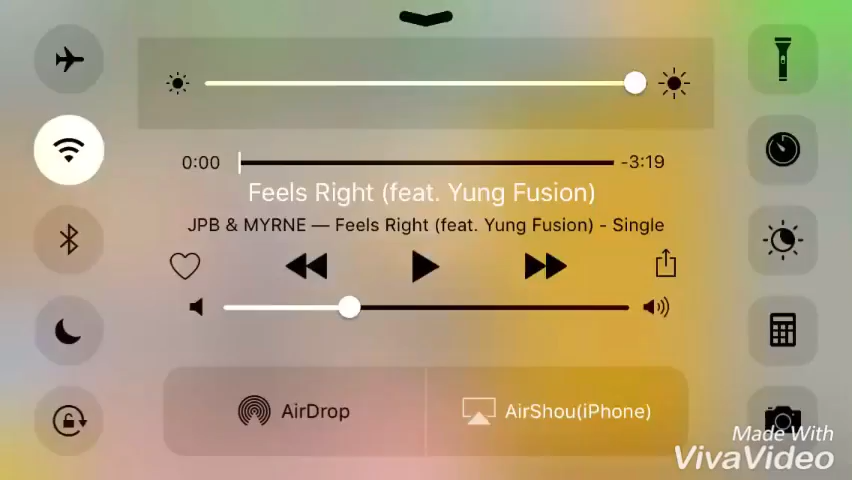 0:00
-3:19
Feels Right (feat. Yung Fusion)
JPB & MYRNE — Feels Right (feat. Yung Fusion) - Single
AirDrop
AirShou(iPhone)
Made With
VivaVideo